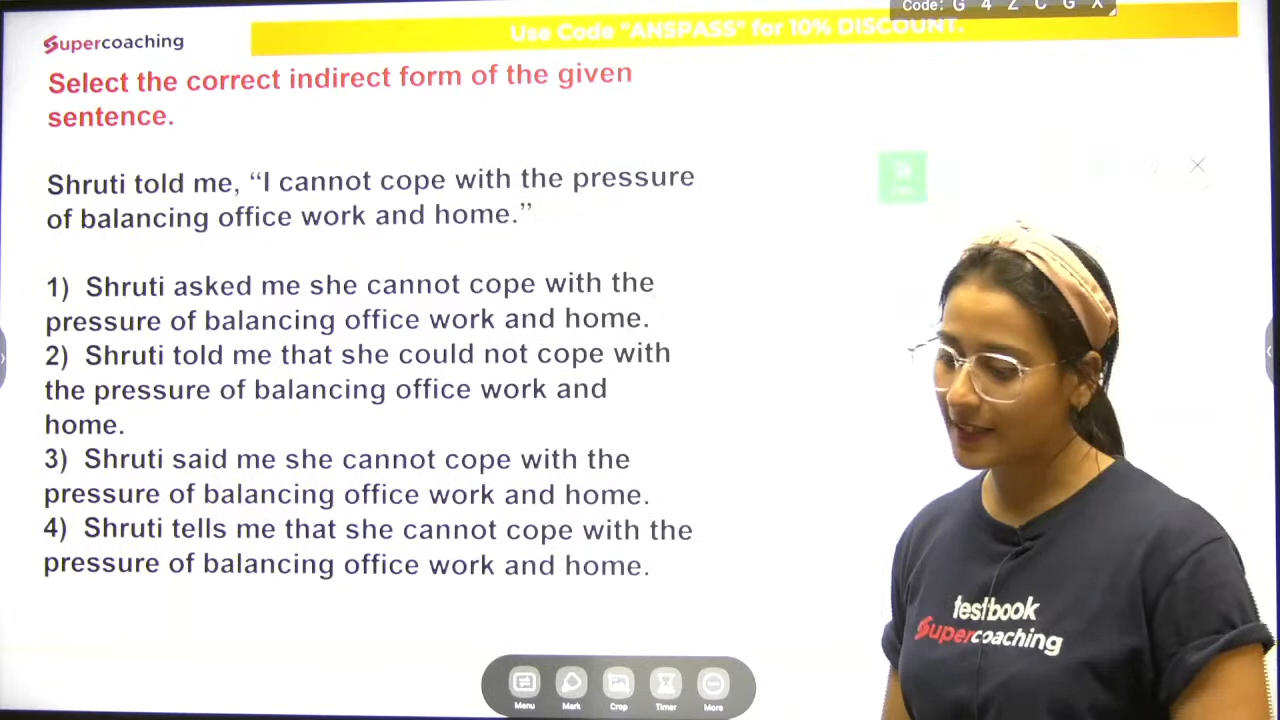 Code: G 4 Z C G X
Supercoaching
Use Code "ANSPASS" for 10% DISCOUNT.
Select the correct indirect form of the given
sentence.
Shruti told me, “I cannot cope with the pressure
of balancing office work and home.”
1) Shruti asked me she cannot cope with the
pressure of balancing office work and home.
2) Shruti told me that she could not cope with
the pressure of balancing office work and
home.
3) Shruti said me she cannot cope with the
pressure of balancing office work and home.
4) Shruti tells me that she cannot cope with the
pressure of balancing office work and home.
testbook
Supercoaching
Menu
Mark
Crop
Timer
More